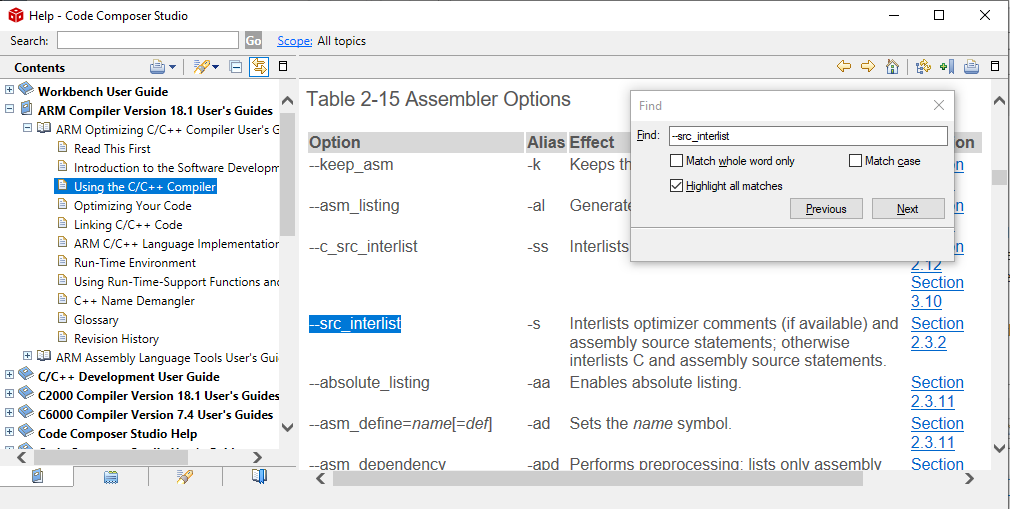 Help - Code Composer Studio
Search: Go Scope: All topics
Contents
Workbench User Guide
ARM Compiler Version 18.1 User's Guides
ARM Optimizing C/C++ Compiler User's G
Read This First
Introduction to the Software Developm
Using the C/C++ Compiler
Optimizing Your Code
Linking C/C++ Code
ARM C/C++ Language Implementation
Run-Time Environment
Using Run-Time-Support Functions and
C++ Name Demangler
Glossary
Revision History
ARM Assembly Language Tools User's Gui
C/C++ Development User Guide
C2000 Compiler Version 18.1 User's Guides
C6000 Compiler Version 7.4 User's Guides
Code Composer Studio Help
Table 2-15 Assembler Options
Option Alias Effect on
--keep_asm -k Keeps th n
--asm_listing -al Generate n
--c_src_interlist -ss Interlists n
2.12
Section
3.10
--src_interlist -s Interlists optimizer comments (if available) and Section
assembly source statements; otherwise 2.3.2
interlists C and assembly source statements.
--absolute_listing -aa Enables absolute listing. Section
2.3.11
--asm_define=name[=def] -ad Sets the name symbol. Section
2.3.11
--asm_dependency -apd Performs preprocessing; lists only assembly Section
Find
Find: --src_interlist
Match whole word only Match case
Highlight all matches
Previous Next